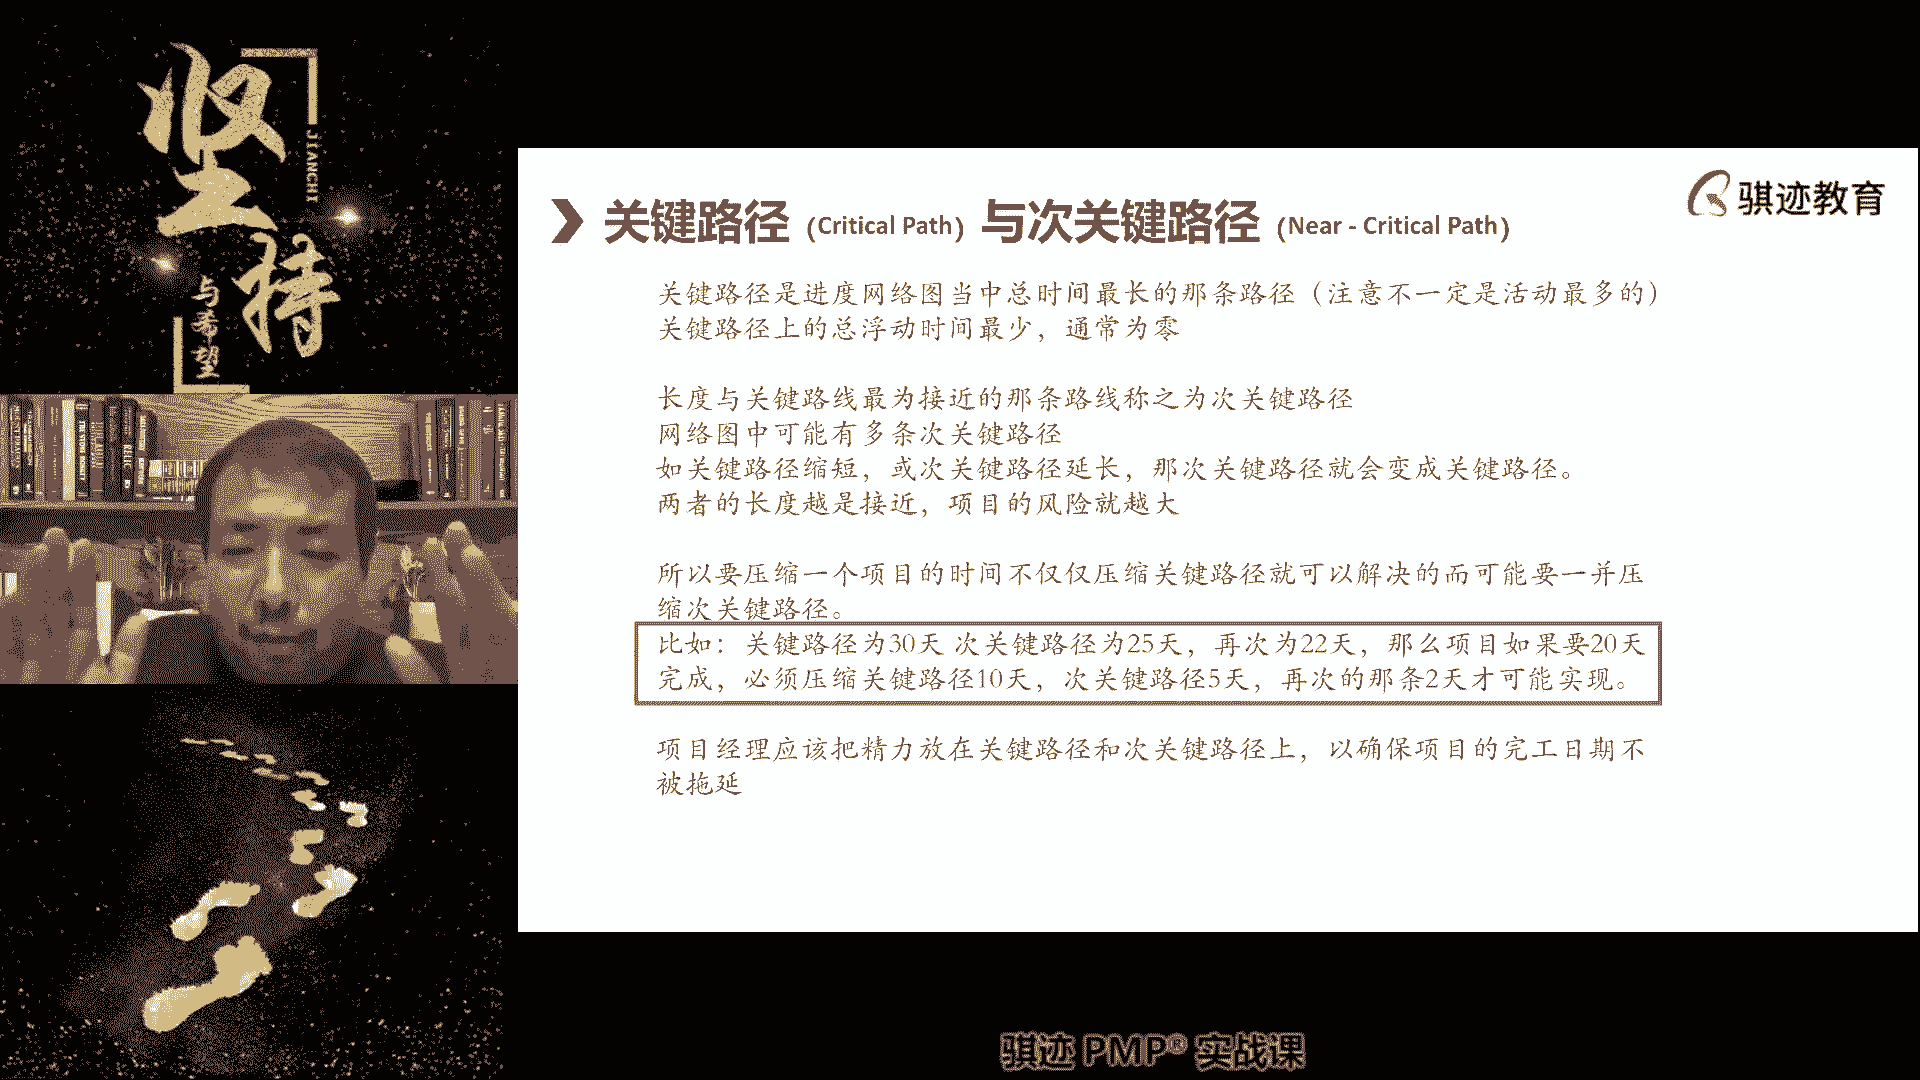 坚持
JIANCHI
与希望
骐迹教育
关键路径（Critical Path）与次关键路径（Near - Critical Path）
关键路径是进度网络图当中总时间最长的那条路径（注意不一定是活动最多的）
关键路径上的总浮动时间最少，通常为零
长度与关键路线最为接近的那条路线称之为次关键路径
网络图中可能有多条次关键路径
如关键路径缩短，或次关键路径延长，那次关键路径就会变成关键路径。
两者的长度越是接近，项目的风险就越大
所以要压缩一个项目的时间不仅仅压缩关键路径就可以解决的而可能要一并压
缩次关键路径。
比如：关键路径为30天 次关键路径为25天，再次为22天，那么项目如果要20天
完成，必须压缩关键路径10天，次关键路径5天，再次的那条2天才可能实现。
项目经理应该把精力放在关键路径和次关键路径上，以确保项目的完工日期不
被拖延
骐迹 PMP® 实战课